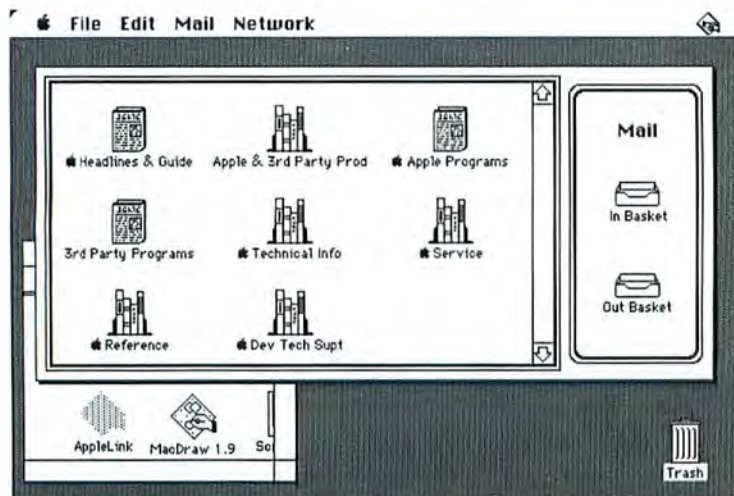 File Edit Mail Network
Headlines & Guide
Apple & 3rd Party Prod
Apple Programs
Mail
3rd Party Programs
Technical Info
Service
In Basket
Reference
Dev Tech Supt
Out Basket
AppleLink
MacDraw 1.9
Trash